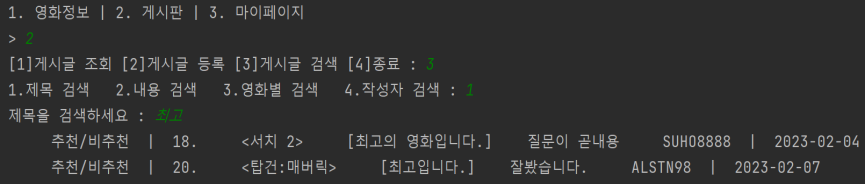 1. 영화정보 | 2. 게시판 | 3. 마이페이지
> 2
[1]게시글 조회 [2]게시글 등록 [3]게시글 검색 [4]종료 : 3
1.제목 검색 2.내용 검색 3.영화별 검색 4.작성자 검색 : 1
제목을 검색하세요 : 최고
추천/비추천 | 18. <서치 2> [최고의 영화입니다.] 질문이 곧내용 SUHO8888 | 2023-02-04
추천/비추천 | 20. <탑건:매버릭> [최고입니다.] 잘봤습니다. ALSTN98 | 2023-02-07